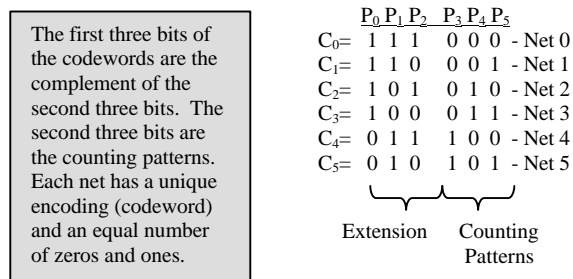 The first three bits of
the codewords are the
complement of the
second three bits. The
second three bits are
the counting patterns.
Each net has a unique
encoding (codeword)
and an equal number
of zeros and ones.
P0 P1 P2 P3 P4 P5
C0= 1 1 1 0 0 0 - Net 0
C1= 1 1 0 0 0 1 - Net 1
C2= 1 0 1 0 1 0 - Net 2
C3= 1 0 0 0 1 1 - Net 3
C4= 0 1 1 1 0 0 - Net 4
C5= 0 1 0 1 0 1 - Net 5
Extension Counting
Patterns